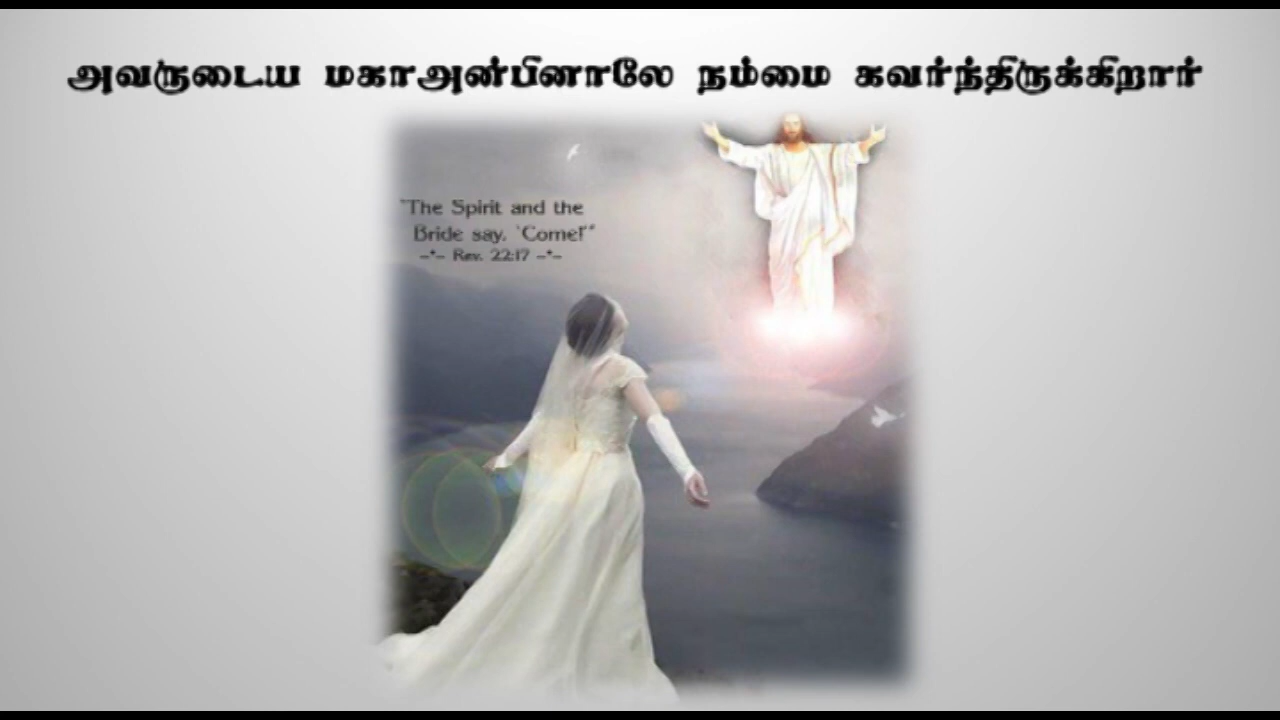 அவருடைய மகாஅன்பினாலே நம்மை கவர்ந்திருக்கிறார்
"The Spirit and the
Bride say, 'Come!'"
-*- Rev. 22:17 -*-